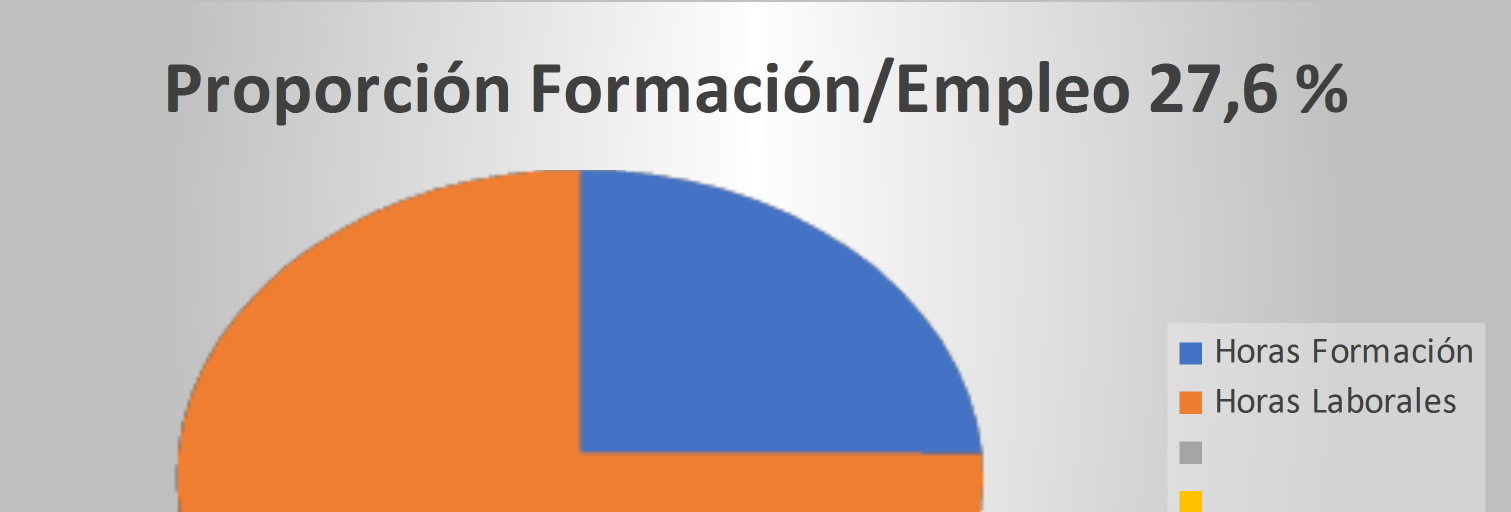 Proporción Formación/Empleo 27,6 %
Horas Formación
Horas Laborales